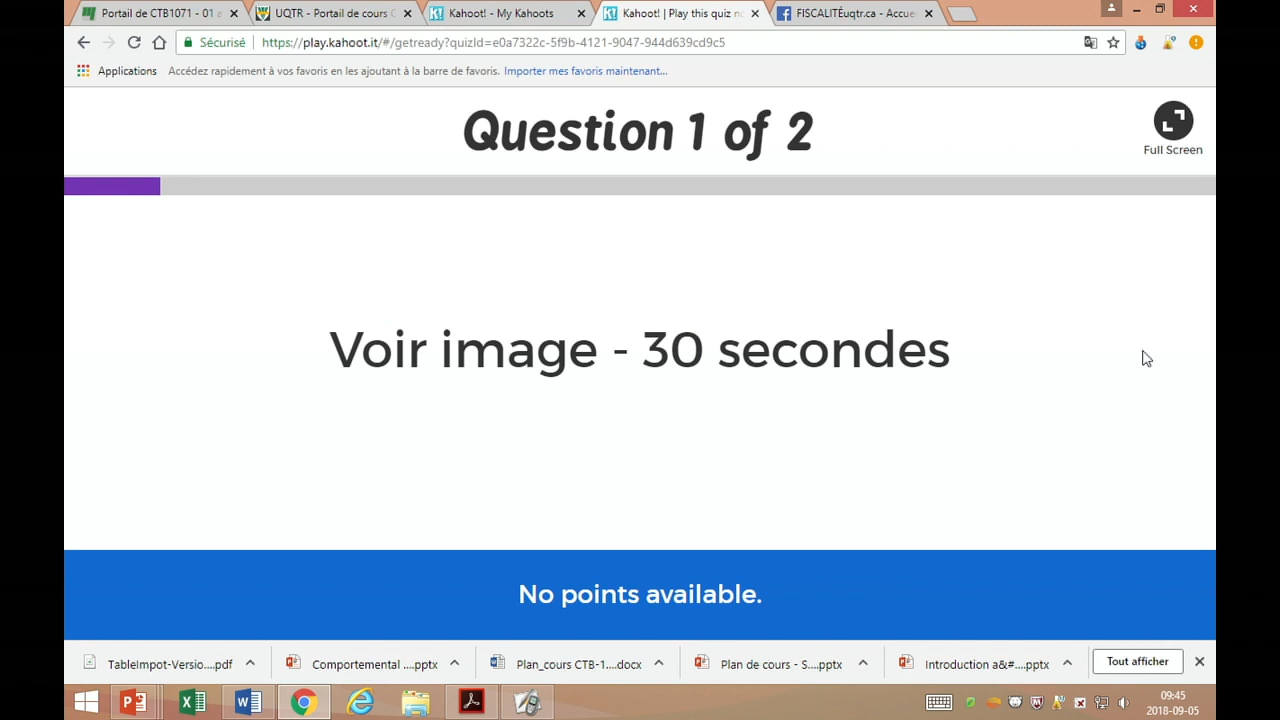 Portail de CTB1071 - 01 a
UQTR - Portail de cours C
Kahoot! - My Kahoots
Kahoot! | Play this quiz no
FISCALITÉuqtr.ca - Accue
Sécurisé
https://play.kahoot.it/#/getready?quizId=e0a7322c-5f9b-4121-9047-944d639cd9c5
Applications
Accédez rapidement à vos favoris en les ajoutant à la barre de favoris.
Importer mes favoris maintenant...
Question 1 of 2
Full Screen
Voir image - 30 secondes
No points available.
TableImpot-Versio....pdf
Comportemental ....pptx
Plan_cours CTB-1....docx
Plan de cours - S....pptx
Introduction a&#....pptx
Tout afficher
09:45
2018-09-05